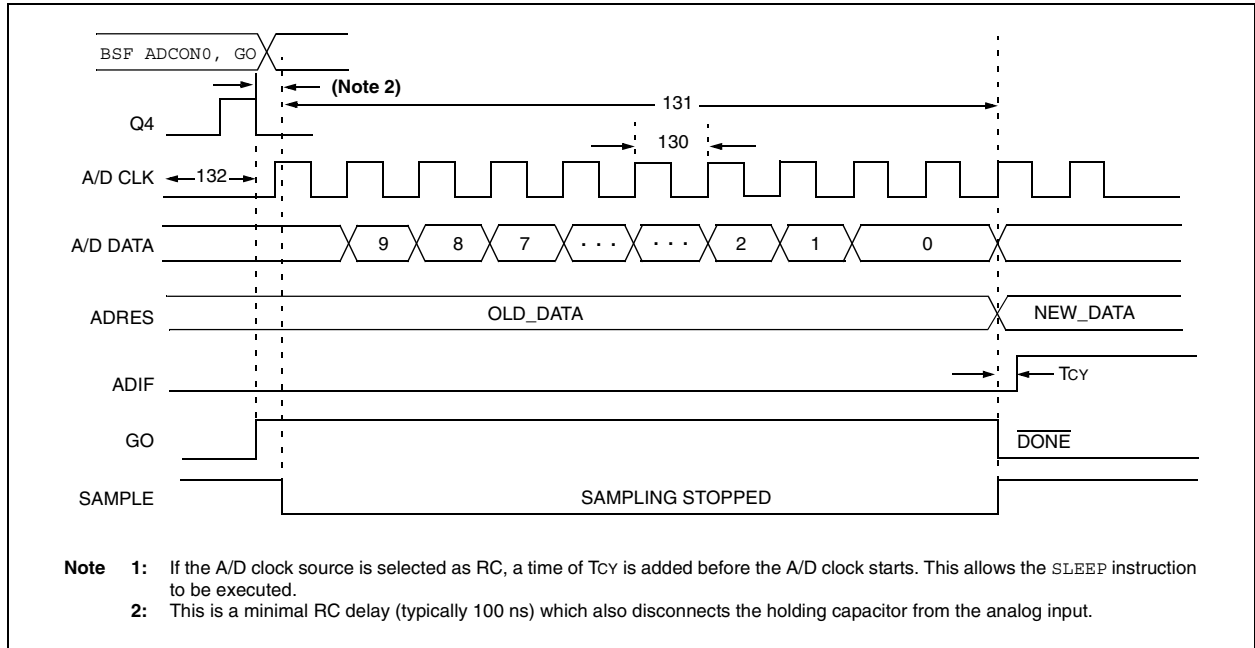 BSF ADCON0, GO
(Note 2)
131
Q4
130
A/D CLK
132
A/D DATA
9 8 7 . . . . . . 2 1 0
ADRES
OLD_DATA
NEW_DATA
ADIF
TCY
GO
DONE
SAMPLE
SAMPLING STOPPED
Note 1: If the A/D clock source is selected as RC, a time of TCY is added before the A/D clock starts. This allows the SLEEP instruction
to be executed.
2: This is a minimal RC delay (typically 100 ns) which also disconnects the holding capacitor from the analog input.